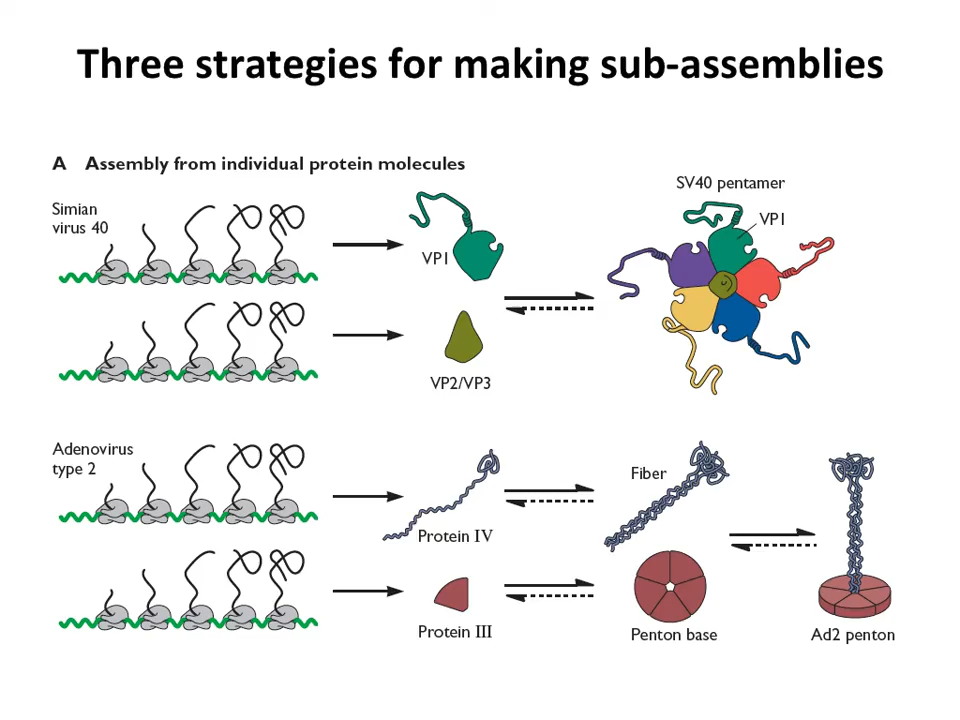 Three strategies for making sub-assemblies
A Assembly from individual protein molecules
Simian
virus 40
VP1
VP2/VP3
SV40 pentamer
VP1
Adenovirus
type 2
Protein IV
Fiber
Protein III
Penton base
Ad2 penton